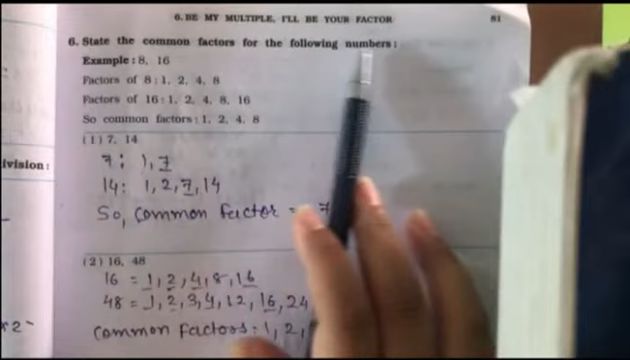 6. BE MY MULTIPLE, I'LL BE YOUR FACTOR 81
6. State the common factors for the following numbers:
Example : 8, 16
Factors of 8 : 1, 2, 4, 8
Factors of 16 : 1, 2, 4, 8, 16
So common factors : 1, 2, 4, 8
(1) 7, 14
7 : 1, 7
14 : 1, 2, 7, 14
ivision :
So, Common factor = 7
(2) 16, 48
16 = 1, 2, 4, 8, 16
48 = 1, 2, 3, 4, 12, 16, 24
Common factors : 1, 2,